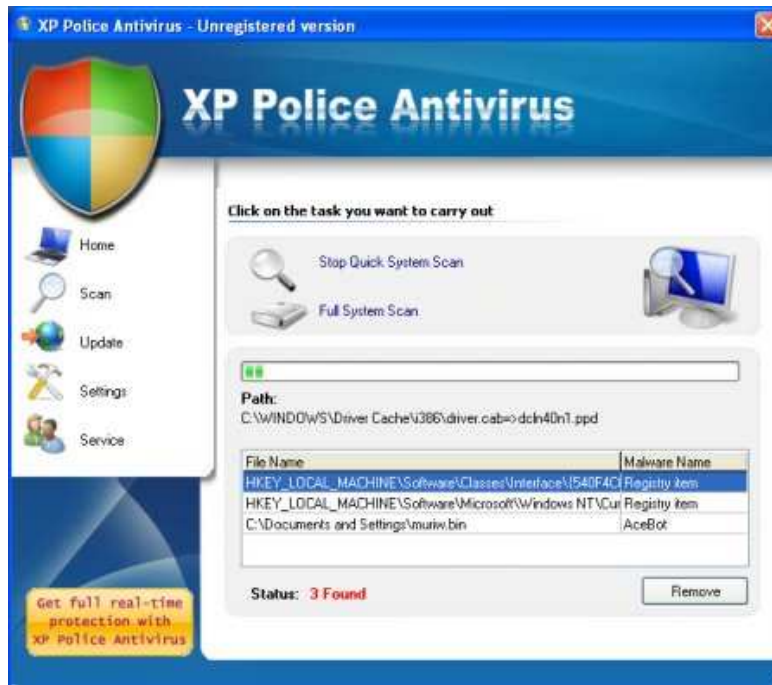 XP Police Antivirus - Unregistered version
XP Police Antivirus
Home
Scan
Update
Settings
Service
Get full real-time
protection with
XP Police Antivirus
Click on the task you want to carry out
Stop Quick System Scan
Full System Scan
Path:
C:\WINDOWS\Driver Cache\i386\driver.cab=>dcln40n1.ppd
File Name Malware Name
HKEY_LOCAL_MACHINE\Software\Classes\Interface\{540F4C Registry item
HKEY_LOCAL_MACHINE\Software\Microsoft\Windows NT\Cur Registry item
C:\Documents and Settings\muriw.bin AceBot
Status: 3 Found
Remove